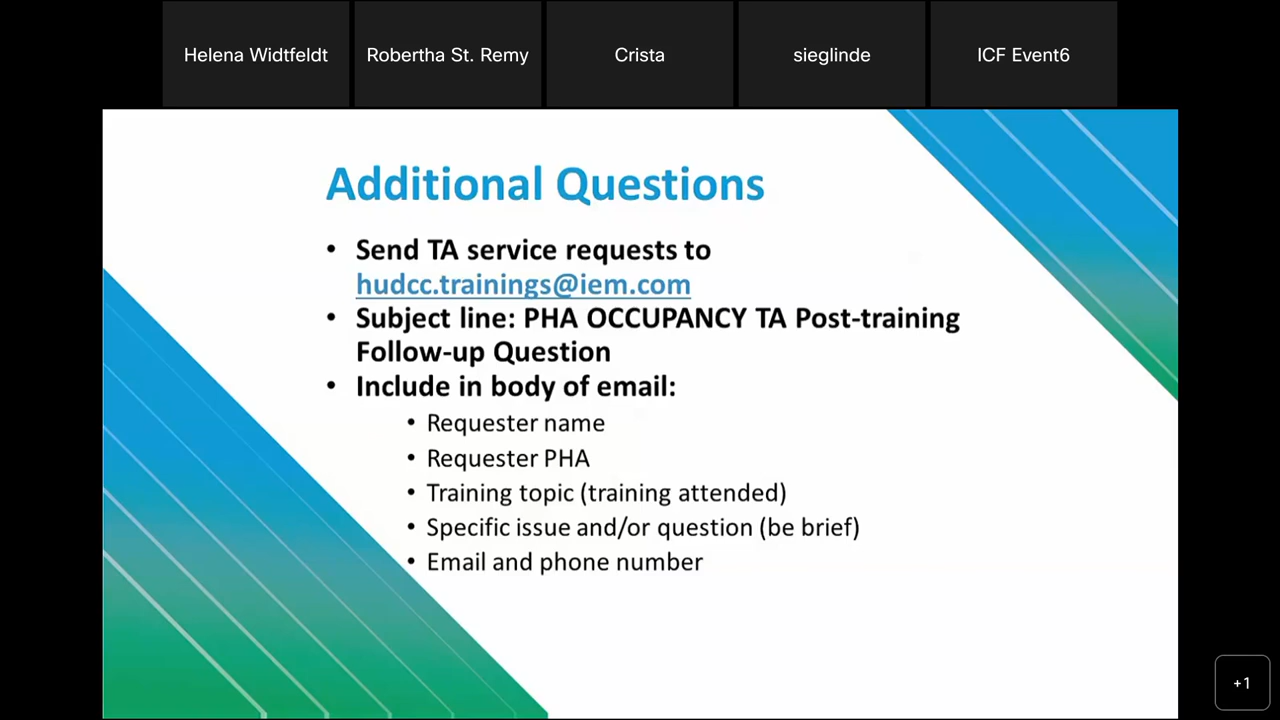 Helena Widtfeldt
Robertha St. Remy
Crista
sieglinde
ICF Event6
Additional Questions
• Send TA service requests to
hudcc.trainings@iem.com
• Subject line: PHA OCCUPANCY TA Post-training
Follow-up Question
• Include in body of email:
• Requester name
• Requester PHA
• Training topic (training attended)
• Specific issue and/or question (be brief)
• Email and phone number
+1